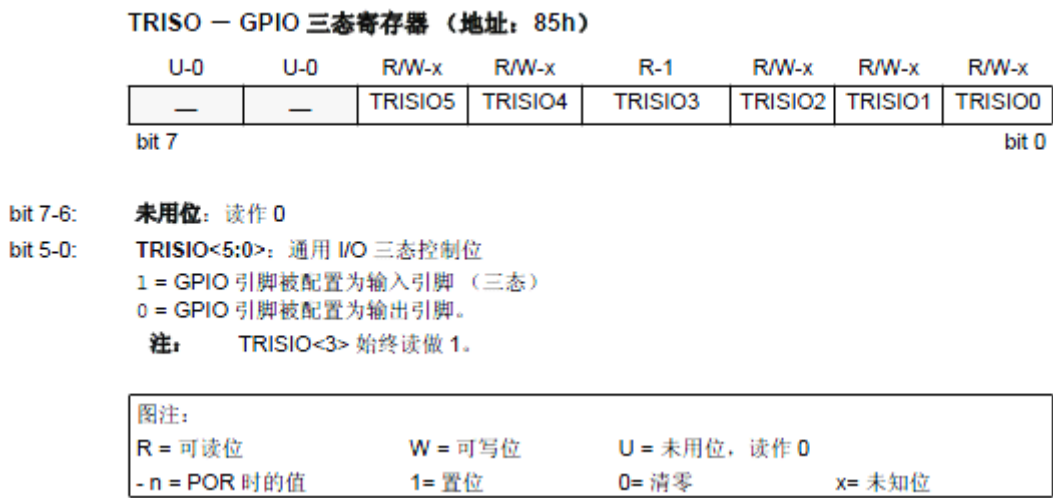 TRISO － GPIO 三态寄存器 （地址：85h）
U-0 U-0 R/W-x R/W-x R-1 R/W-x R/W-x R/W-x
— — TRISIO5 TRISIO4 TRISIO3 TRISIO2 TRISIO1 TRISIO0
bit 7 bit 0
bit 7-6: 未用位：读作 0
bit 5-0: TRISIO<5:0>：通用 I/O 三态控制位
1 = GPIO 引脚被配置为输入引脚 （三态）
0 = GPIO 引脚被配置为输出引脚。
注： TRISIO<3> 始终读做 1。
图注：
R = 可读位 W = 可写位 U = 未用位，读作 0
- n = POR 时的值 1= 置位 0= 清零 x= 未知位